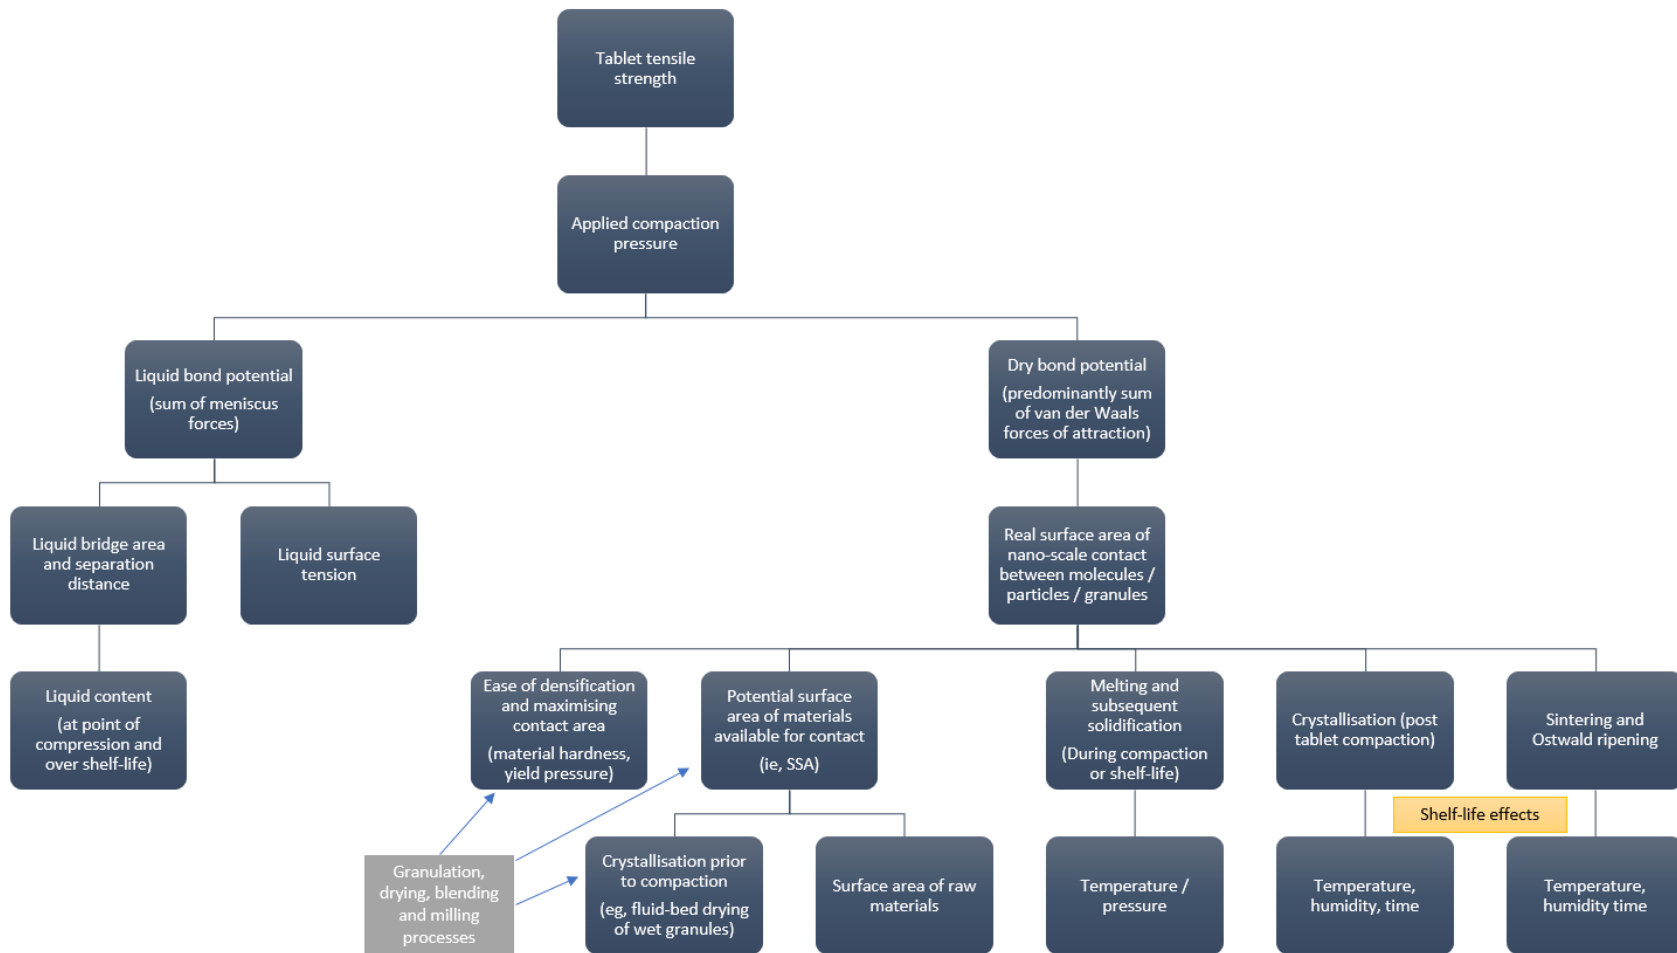 Tablet tensile
strength
Applied compaction
pressure
Liquid bond potential
(sum of meniscus
forces)
Dry bond potential
(predominantly sum
of van der Waals
forces of attraction)
Liquid bridge area
and separation
distance
Liquid surface
tension
Real surface area of
nano-scale contact
between molecules /
particles / granules
Liquid content
(at point of
compression and
over shelf-life)
Ease of densification
and maximising
contact area
(material hardness,
yield pressure)
Potential surface
area of materials
available for contact
(ie, SSA)
Melting and
subsequent
solidification
(During compaction
or shelf-life)
Crystallisation (post
tablet compaction)
Sintering and
Ostwald ripening
Shelf-life effects
Granulation,
drying, blending
and milling
processes
Crystallisation prior
to compaction
(eg, fluid-bed drying
of wet granules)
Surface area of raw
materials
Temperature /
pressure
Temperature,
humidity, time
Temperature,
humidity time